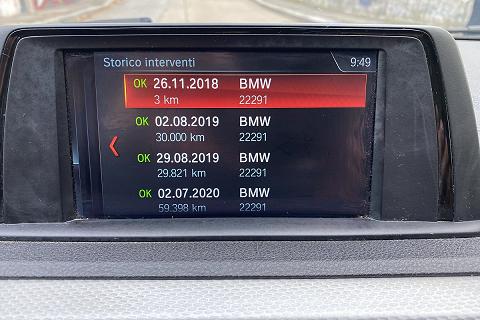 Storico interventi 9:49
OK 26.11.2018 BMW
3 km 22291
OK 02.08.2019 BMW
30.000 km 22291
OK 29.08.2019 BMW
29.821 km 22291
OK 02.07.2020 BMW
59.398 km 22291